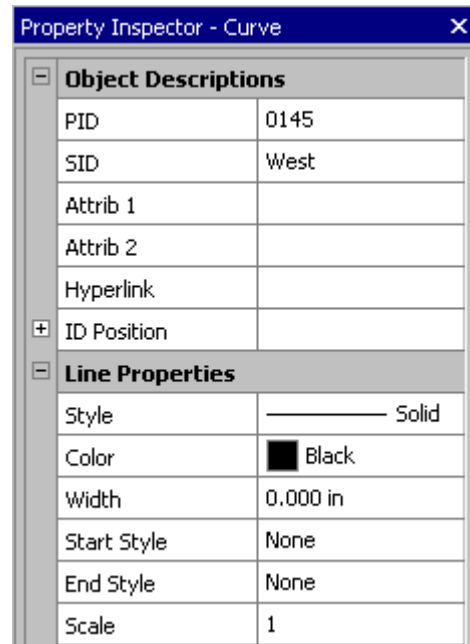 Property Inspector - Curve
Object Descriptions
PID 0145
SID West
Attrib 1
Attrib 2
Hyperlink
ID Position
Line Properties
Style Solid
Color Black
Width 0.000 in
Start Style None
End Style None
Scale 1